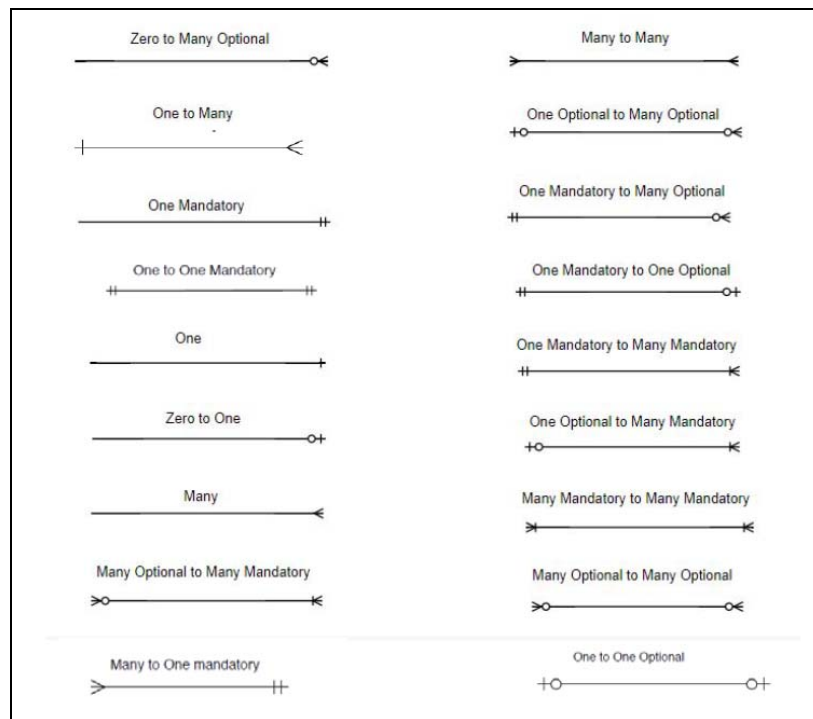 Zero to Many Optional
One to Many
One Mandatory
One to One Mandatory
One
Zero to One
Many
Many Optional to Many Mandatory
Many to One mandatory
Many to Many
One Optional to Many Optional
One Mandatory to Many Optional
One Mandatory to One Optional
One Mandatory to Many Mandatory
One Optional to Many Mandatory
Many Mandatory to Many Mandatory
Many Optional to Many Optional
One to One Optional